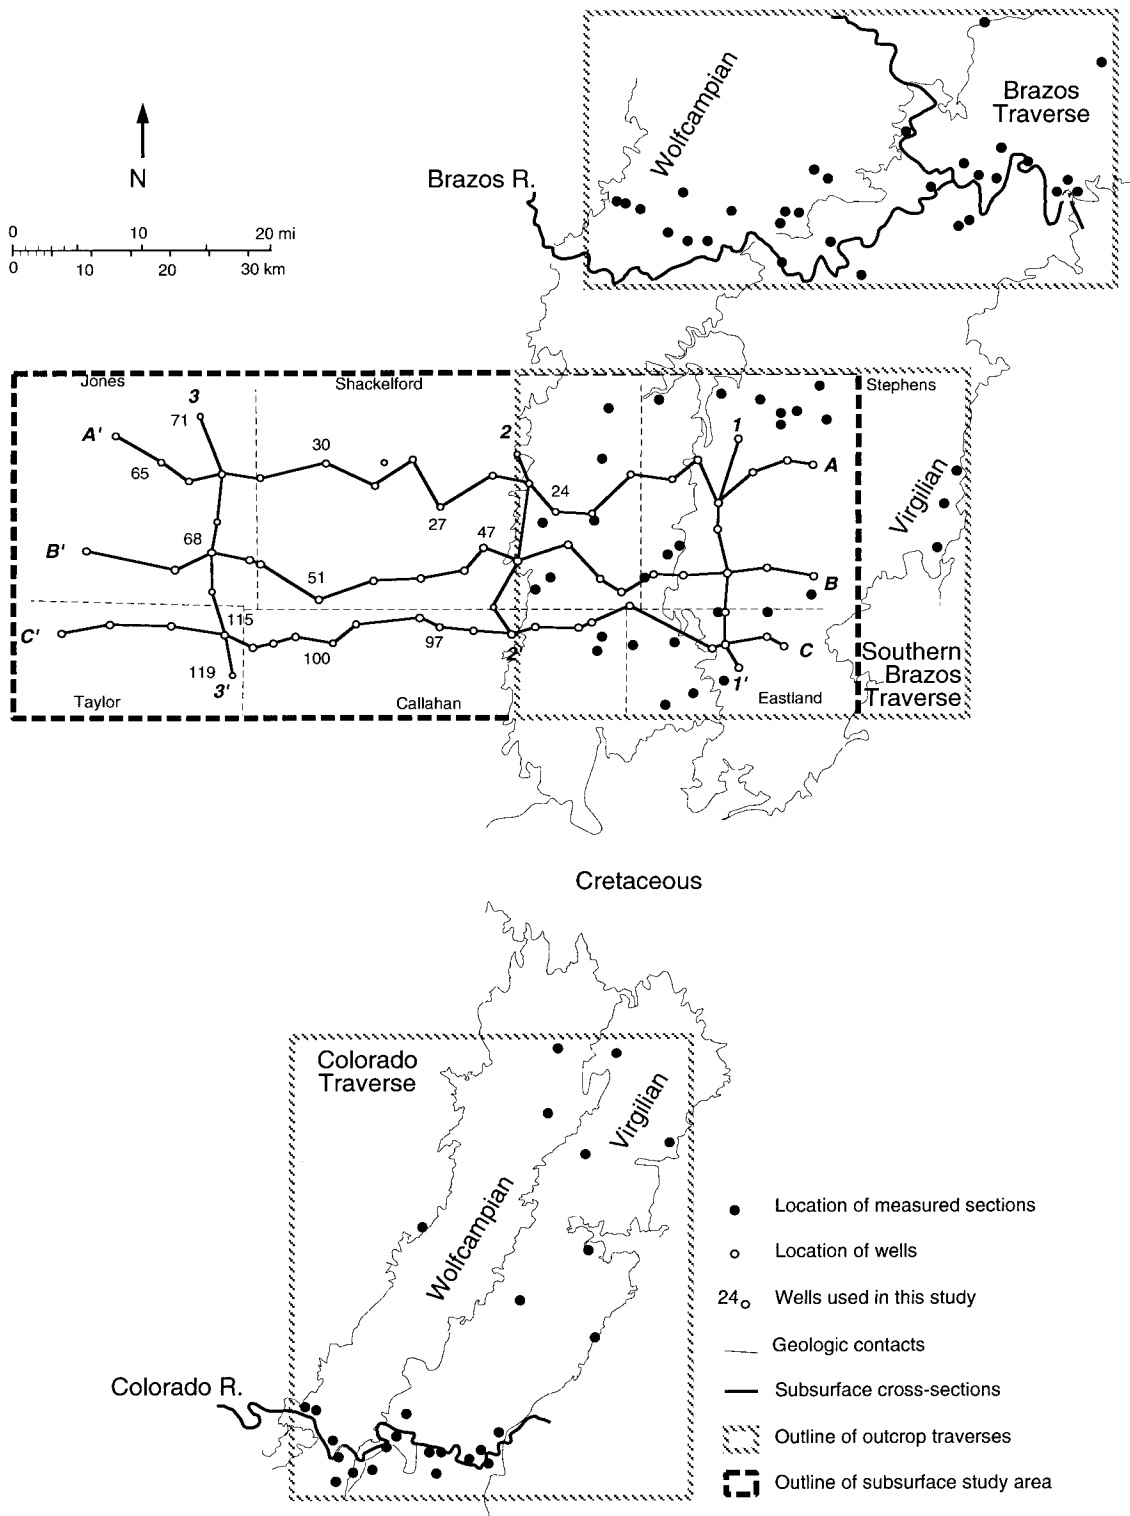 Wolfcampian
Brazos
Traverse
Brazos R.
N
0 10 20 mi
0 10 20 30 km
Jones
Shackelford
Stephens
3
71
A'
65
30
27
2
24
1
A
Virgilian
B'
68
51
47
B
C'
115
119
3'
100
97
2'
C
1'
Southern
Brazos
Traverse
Taylor
Callahan
Eastland
Cretaceous
Colorado
Traverse
Virgilian
Wolfcampian
Colorado R.
Location of measured sections
Location of wells
24 Wells used in this study
Geologic contacts
Subsurface cross-sections
Outline of outcrop traverses
Outline of subsurface study area